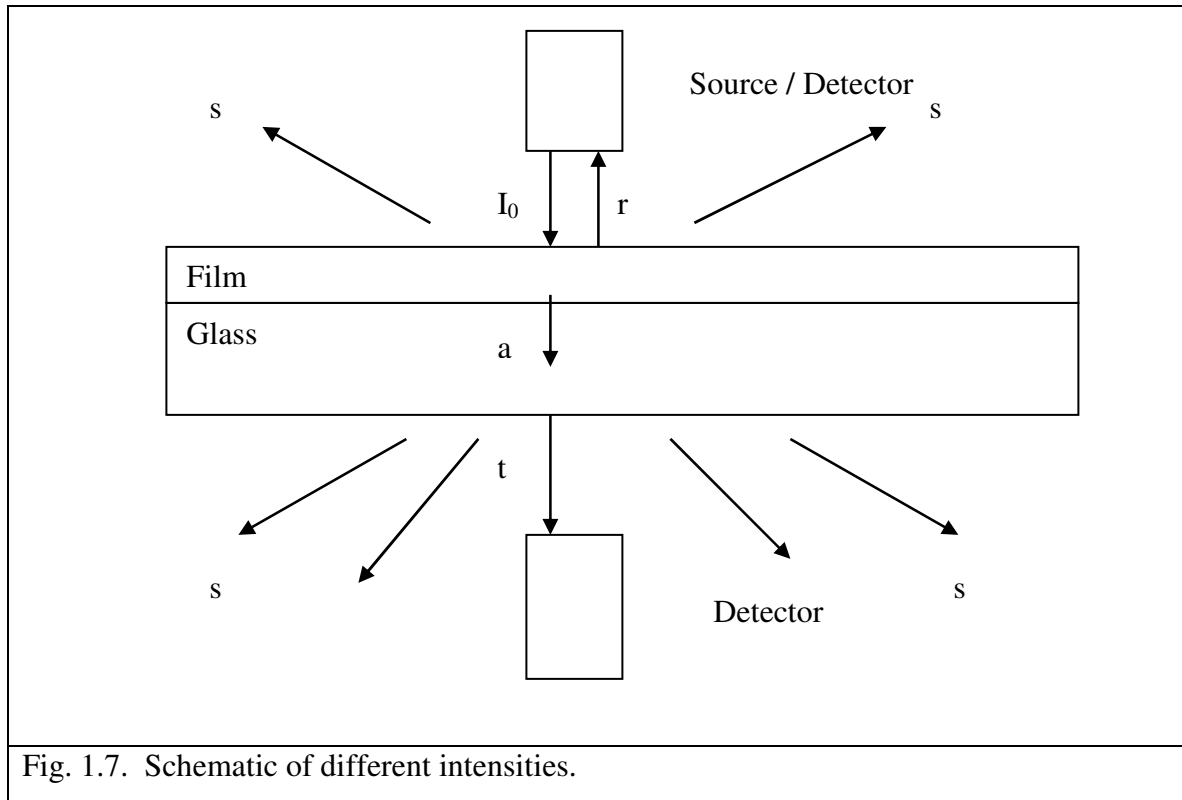 Source / Detector
s
s
I₀
r
Film
Glass
a
t
s
s
Detector
Fig. 1.7. Schematic of different intensities.